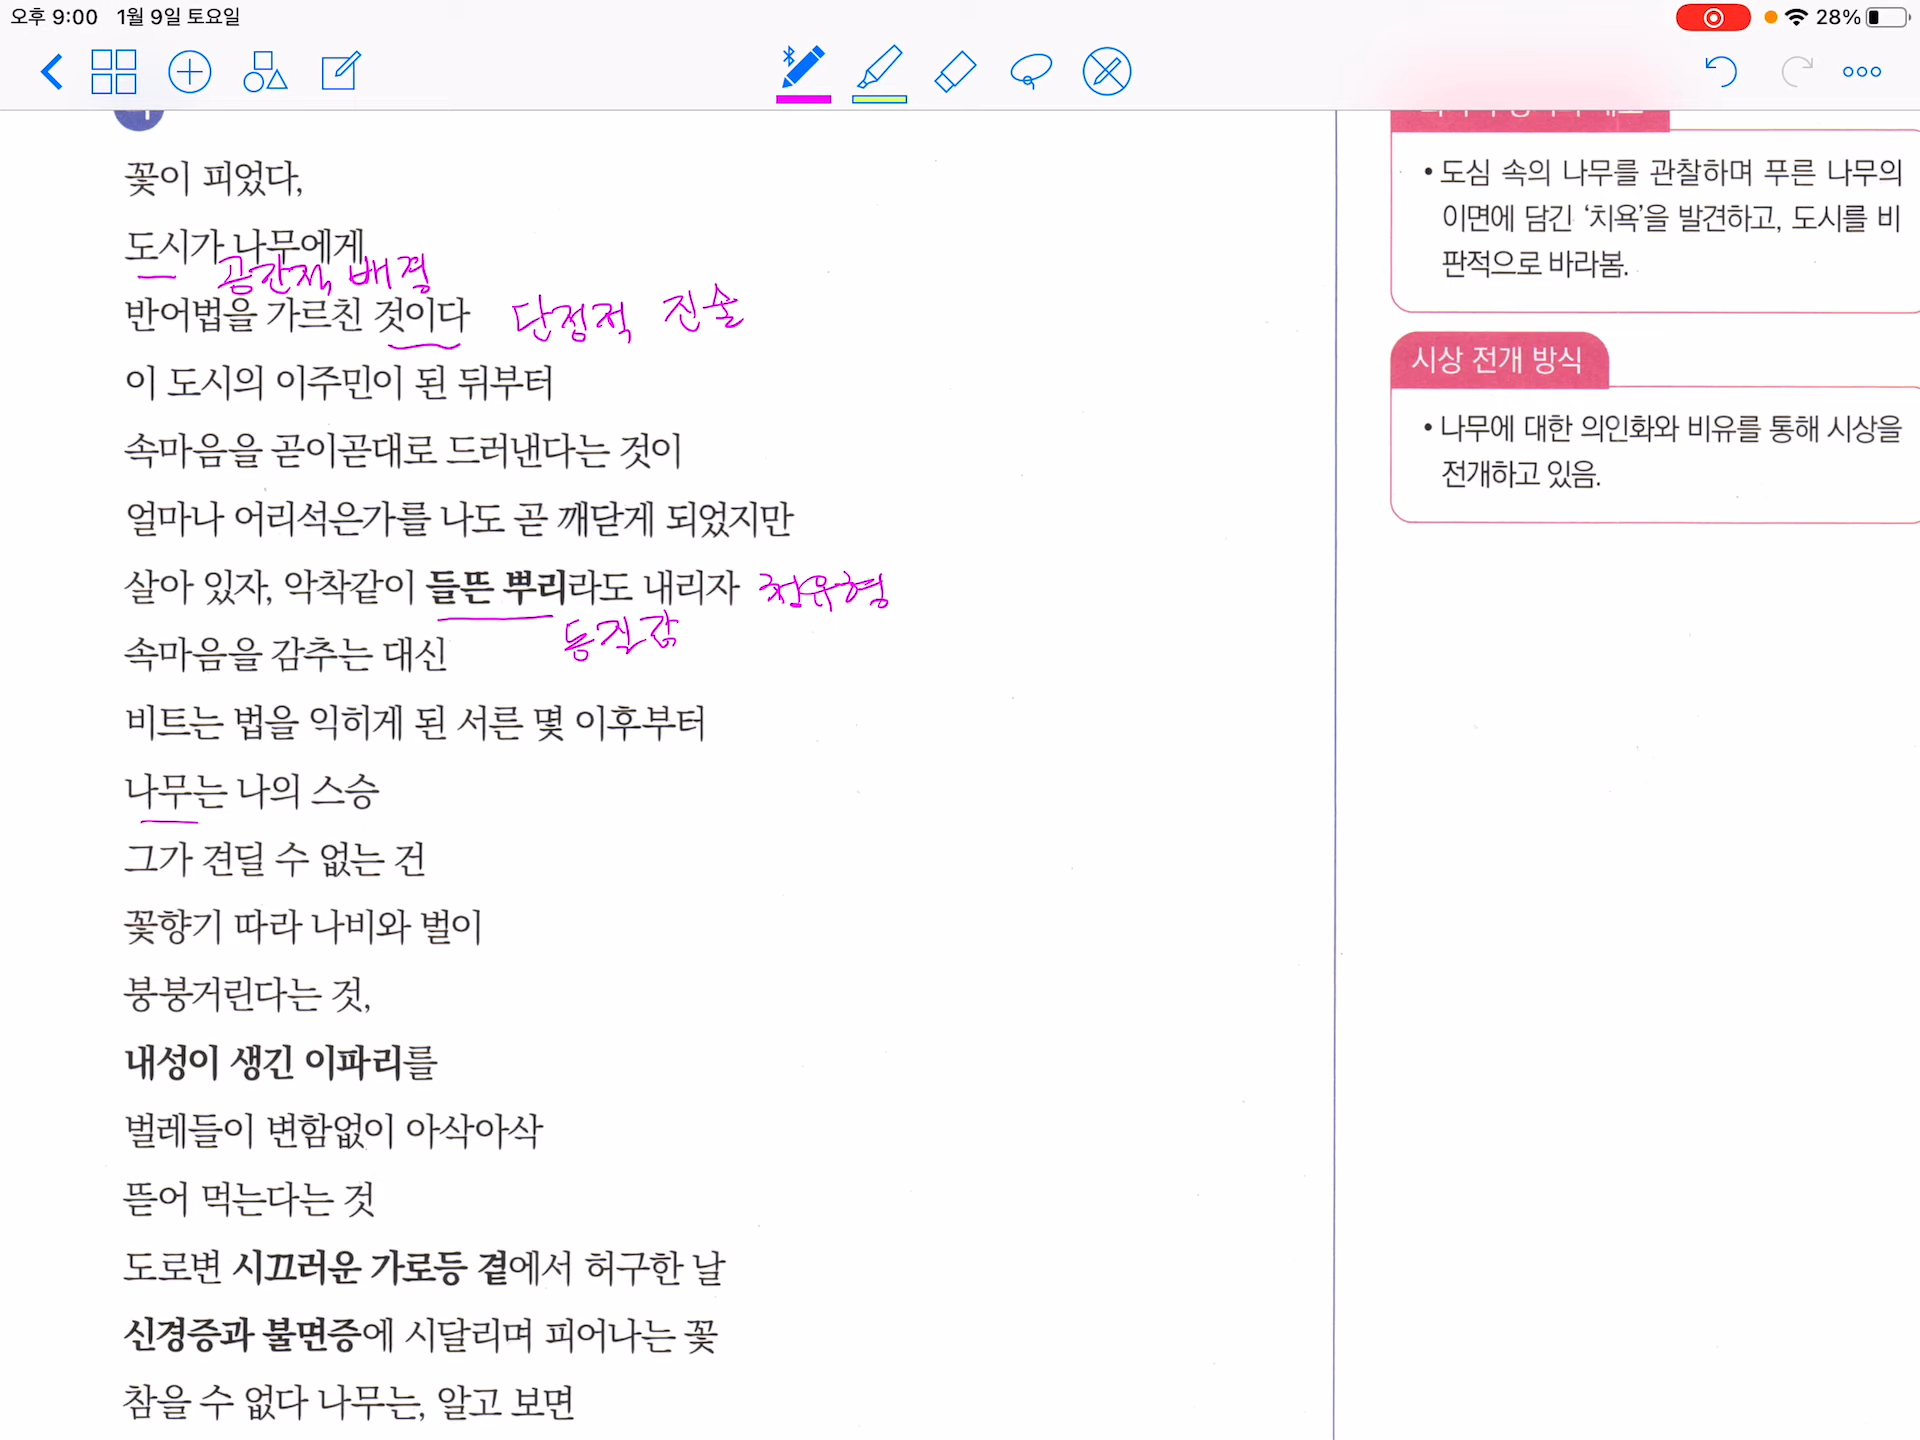 오후 9:00 1월 9일 토요일
28%
꽃이 피었다,
도시가 나무에게
공간적 배경
반어법을 가르친 것이다 단정적 진술
이 도시의 이주민이 된 뒤부터
속마음을 곧이곧대로 드러낸다는 것이
얼마나 어리석은가를 나도 곧 깨닫게 되었지만
살아 있자, 악착같이 들뜬 뿌리라도 내리자 청유형
동질감
속마음을 감추는 대신
비트는 법을 익히게 된 서른 몇 이후부터
나무는 나의 스승
그가 견딜 수 없는 건
꽃향기 따라 나비와 벌이
붕붕거린다는 것,
내성이 생긴 이파리를
벌레들이 변함없이 아삭아삭
뜯어 먹는다는 것
도로변 시끄러운 가로등 곁에서 허구한 날
신경증과 불면증에 시달리며 피어나는 꽃
참을 수 없다 나무는, 알고 보면
• 도심 속의 나무를 관찰하며 푸른 나무의
이면에 담긴 ‘치욕’을 발견하고, 도시를 비
판적으로 바라봄.
시상 전개 방식
• 나무에 대한 의인화와 비유를 통해 시상을
전개하고 있음.